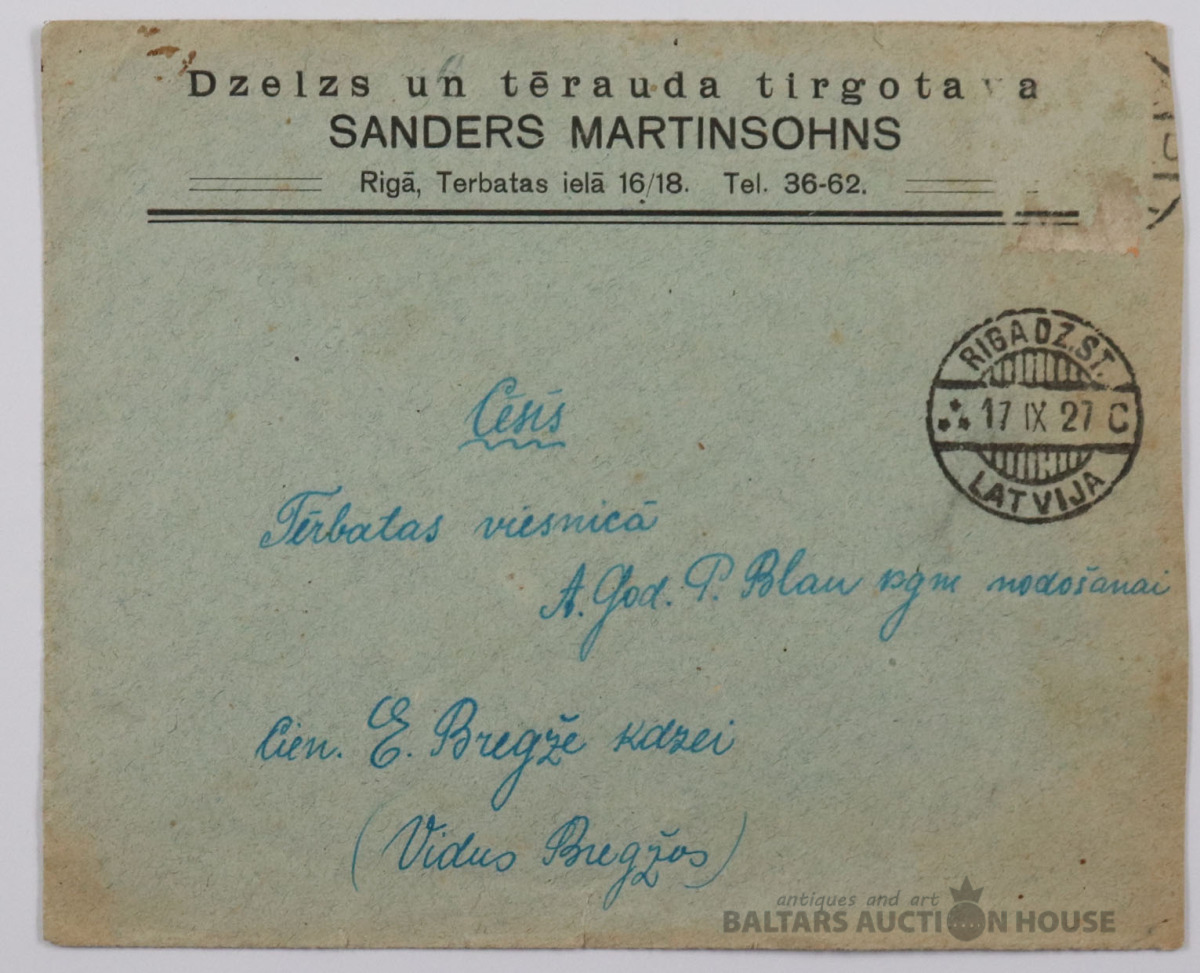 Dzelzs un tērauda tirgotava
SANDERS MARTINSOHNS
Rigā, Terbatas ielā 16/18. Tel. 36-62.
RIGA DZ. ST.
17 IX 27 C
LATVIJA
Cēsīs
Tērbatas viesnicā
A. God. P. Blau kgm nodošanai
Cien. E. Bregže kdzei
(Vidus Bregžos)
antiques and art
BALTARS AUCTION HOUSE